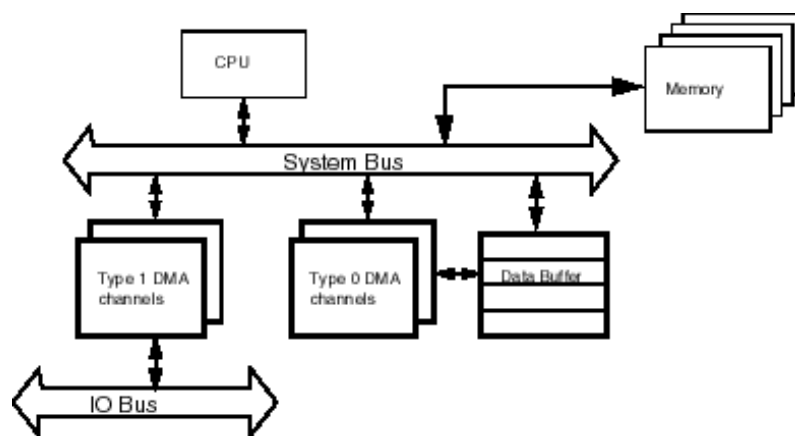 CPU
Memory
System Bus
Type 1 DMA
channels
Type 0 DMA
channels
Data Buffer
IO Bus